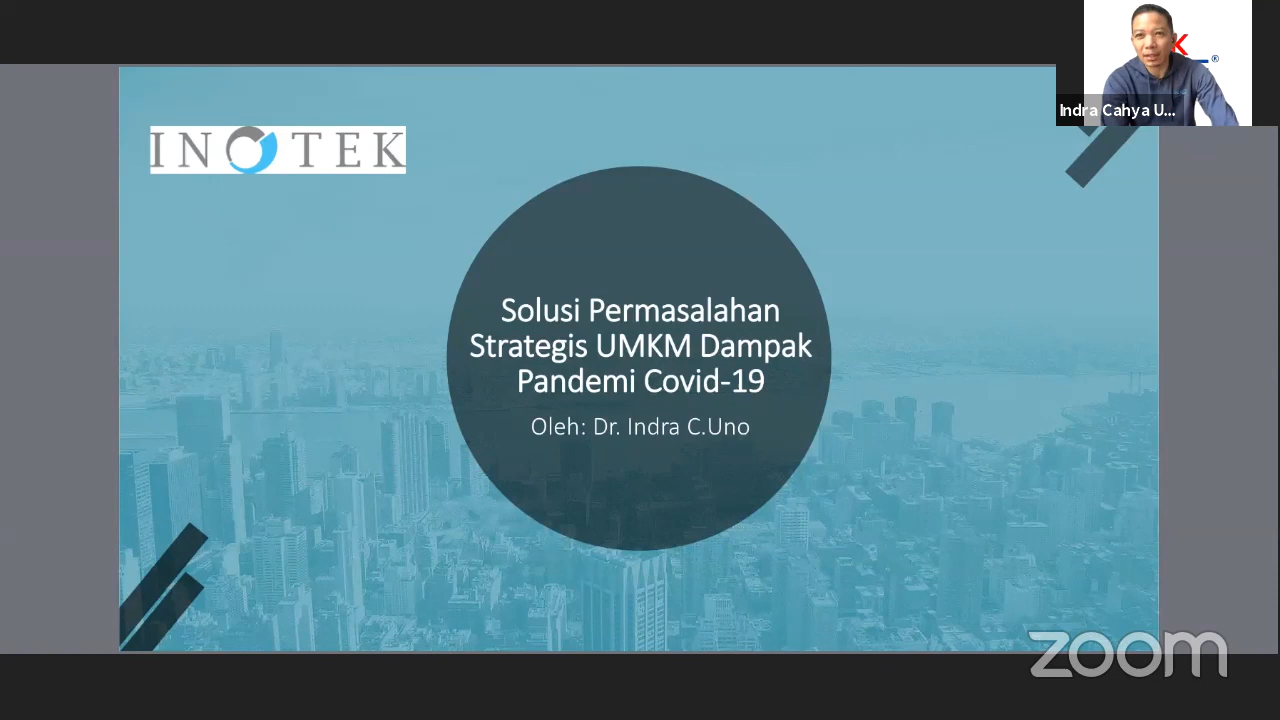 K
®
Indra Cahya U...
INOTEK
Solusi Permasalahan
Strategis UMKM Dampak
Pandemi Covid-19
Oleh: Dr. Indra C.Uno
zoom